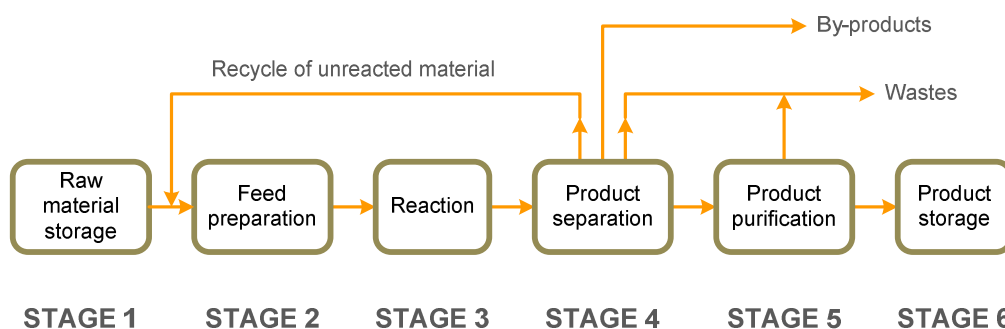 By-products
Recycle of unreacted material
Wastes
Raw
material
storage
Feed
preparation
Reaction
Product
separation
Product
purification
Product
storage
STAGE 1
STAGE 2
STAGE 3
STAGE 4
STAGE 5
STAGE